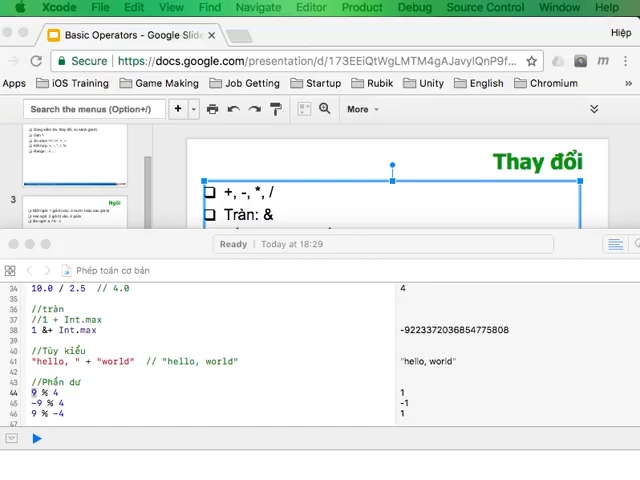 Xcode File Edit View Find Navigate Editor Product Debug Source Control Window Help
Basic Operators - Google Slide
Hiệp
Secure https://docs.google.com/presentation/d/173EEiQtWgLMTM4gAJavylQnP9f...
Apps iOS Training Game Making Job Getting Startup Rubik Unity English Chromium
Search the menus (Option+/)
More
3
Ngôi
Thay đổi
+, -, *, /
Tràn: &
Ready Today at 18:29
Phép toán cơ bản
34 10.0 / 2.5 // 4.0 4
35
36 //tràn
37 //1 + Int.max
38 1 &+ Int.max -9223372036854775808
39
40 //Tùy kiểu
41 "hello, " + "world" // "hello, world" "hello, world"
42
43 //Phần dư
44 9 % 4 1
45 -9 % 4 -1
46 9 % -4 1
47